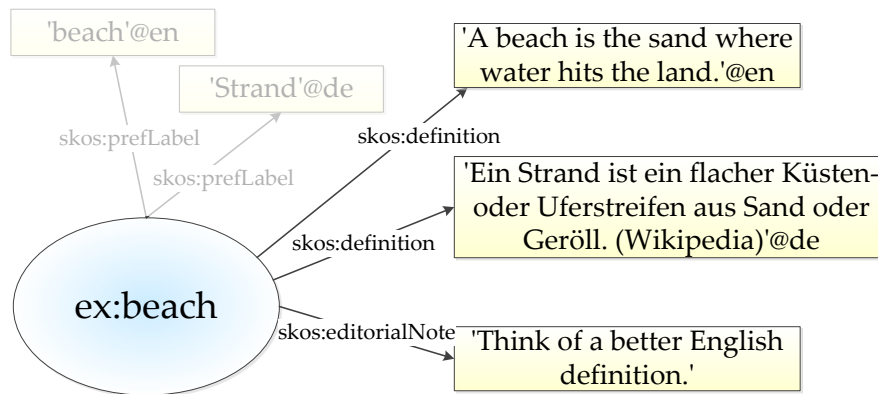 'beach'@en
'Strand'@de
skos:prefLabel
skos:prefLabel
'A beach is the sand where
water hits the land.'@en
skos:definition
'Ein Strand ist ein flacher Küsten-
oder Uferstreifen aus Sand oder
Geröll. (Wikipedia)'@de
skos:definition
ex:beach
skos:editorialNote
'Think of a better English
definition.'